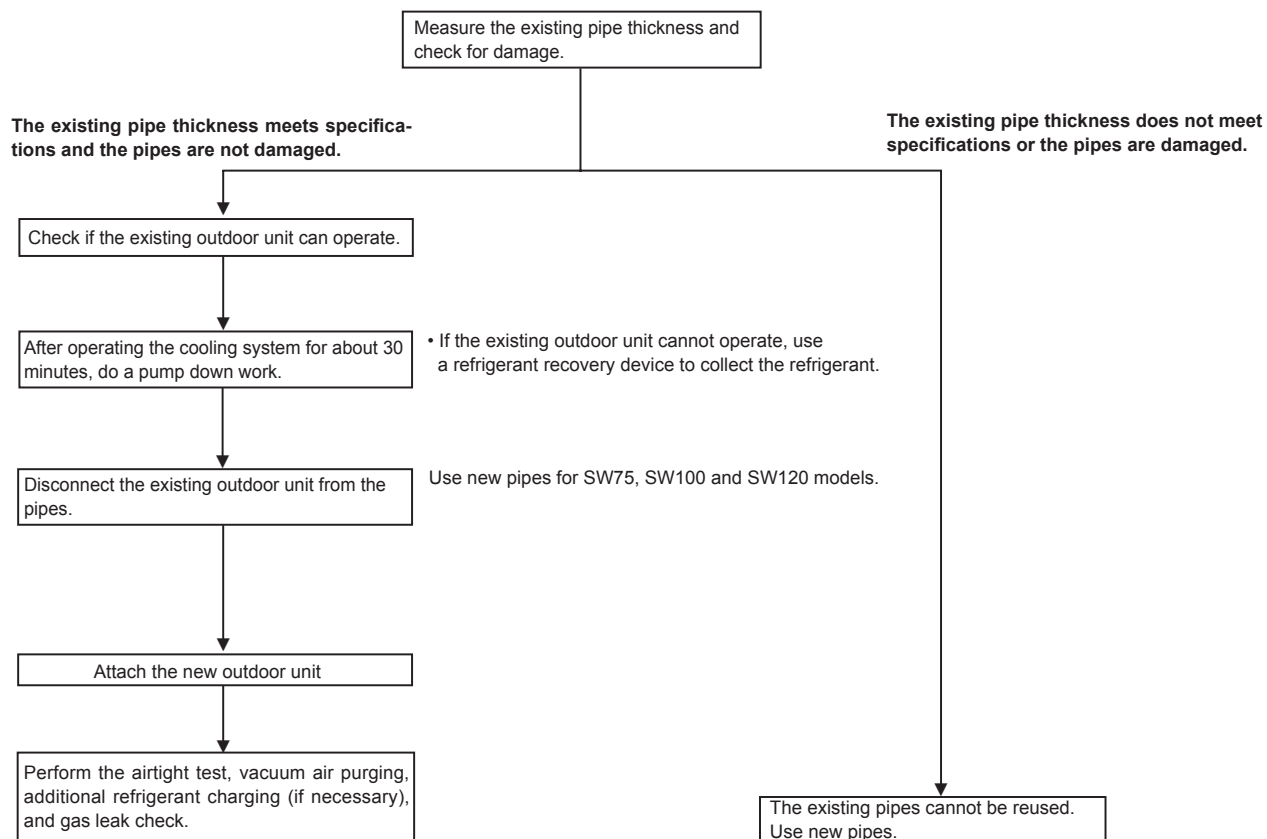 Measure the existing pipe thickness and
check for damage.
The existing pipe thickness meets specifica-
tions and the pipes are not damaged.
The existing pipe thickness does not meet
specifications or the pipes are damaged.
Check if the existing outdoor unit can operate.
After operating the cooling system for about 30
minutes, do a pump down work.
• If the existing outdoor unit cannot operate, use
a refrigerant recovery device to collect the refrigerant.
Disconnect the existing outdoor unit from the
pipes.
Use new pipes for SW75, SW100 and SW120 models.
Attach the new outdoor unit
Perform the airtight test, vacuum air purging,
additional refrigerant charging (if necessary),
and gas leak check.
The existing pipes cannot be reused.
Use new pipes.